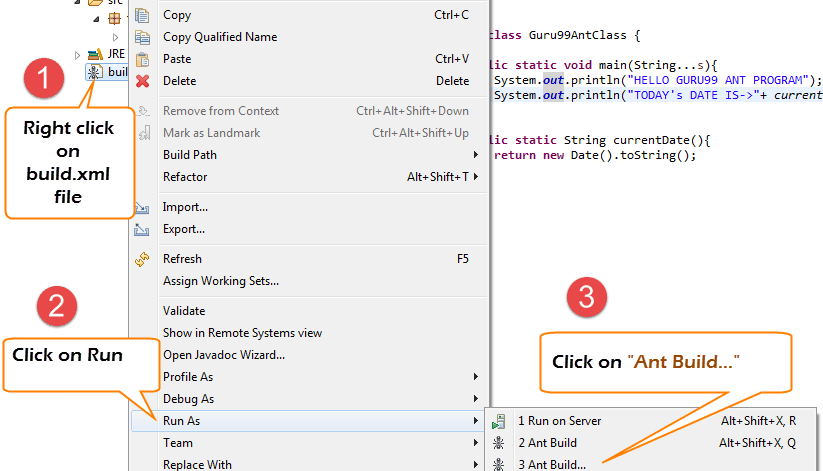 src
JRE
buil
1
Right click
on
build.xml
file
Copy Ctrl+C
Copy Qualified Name
Paste Ctrl+V
Delete Delete
Remove from Context Ctrl+Alt+Shift+Down
Mark as Landmark Ctrl+Alt+Shift+Up
Build Path
Refactor Alt+Shift+T
Import...
Export...
Refresh F5
Assign Working Sets...
Validate
Show in Remote Systems view
Open Javadoc Wizard...
Profile As
Debug As
Run As
Team
Replace With
2
Click on Run
class Guru99AntClass {
lic static void main(String...s){
System.out.println("HELLO GURU99 ANT PROGRAM");
System.out.println("TODAY's DATE IS->"+ current
lic static String currentDate(){
return new Date().toString();
3
Click on "Ant Build..."
1 Run on Server Alt+Shift+X, R
2 Ant Build Alt+Shift+X, Q
3 Ant Build...